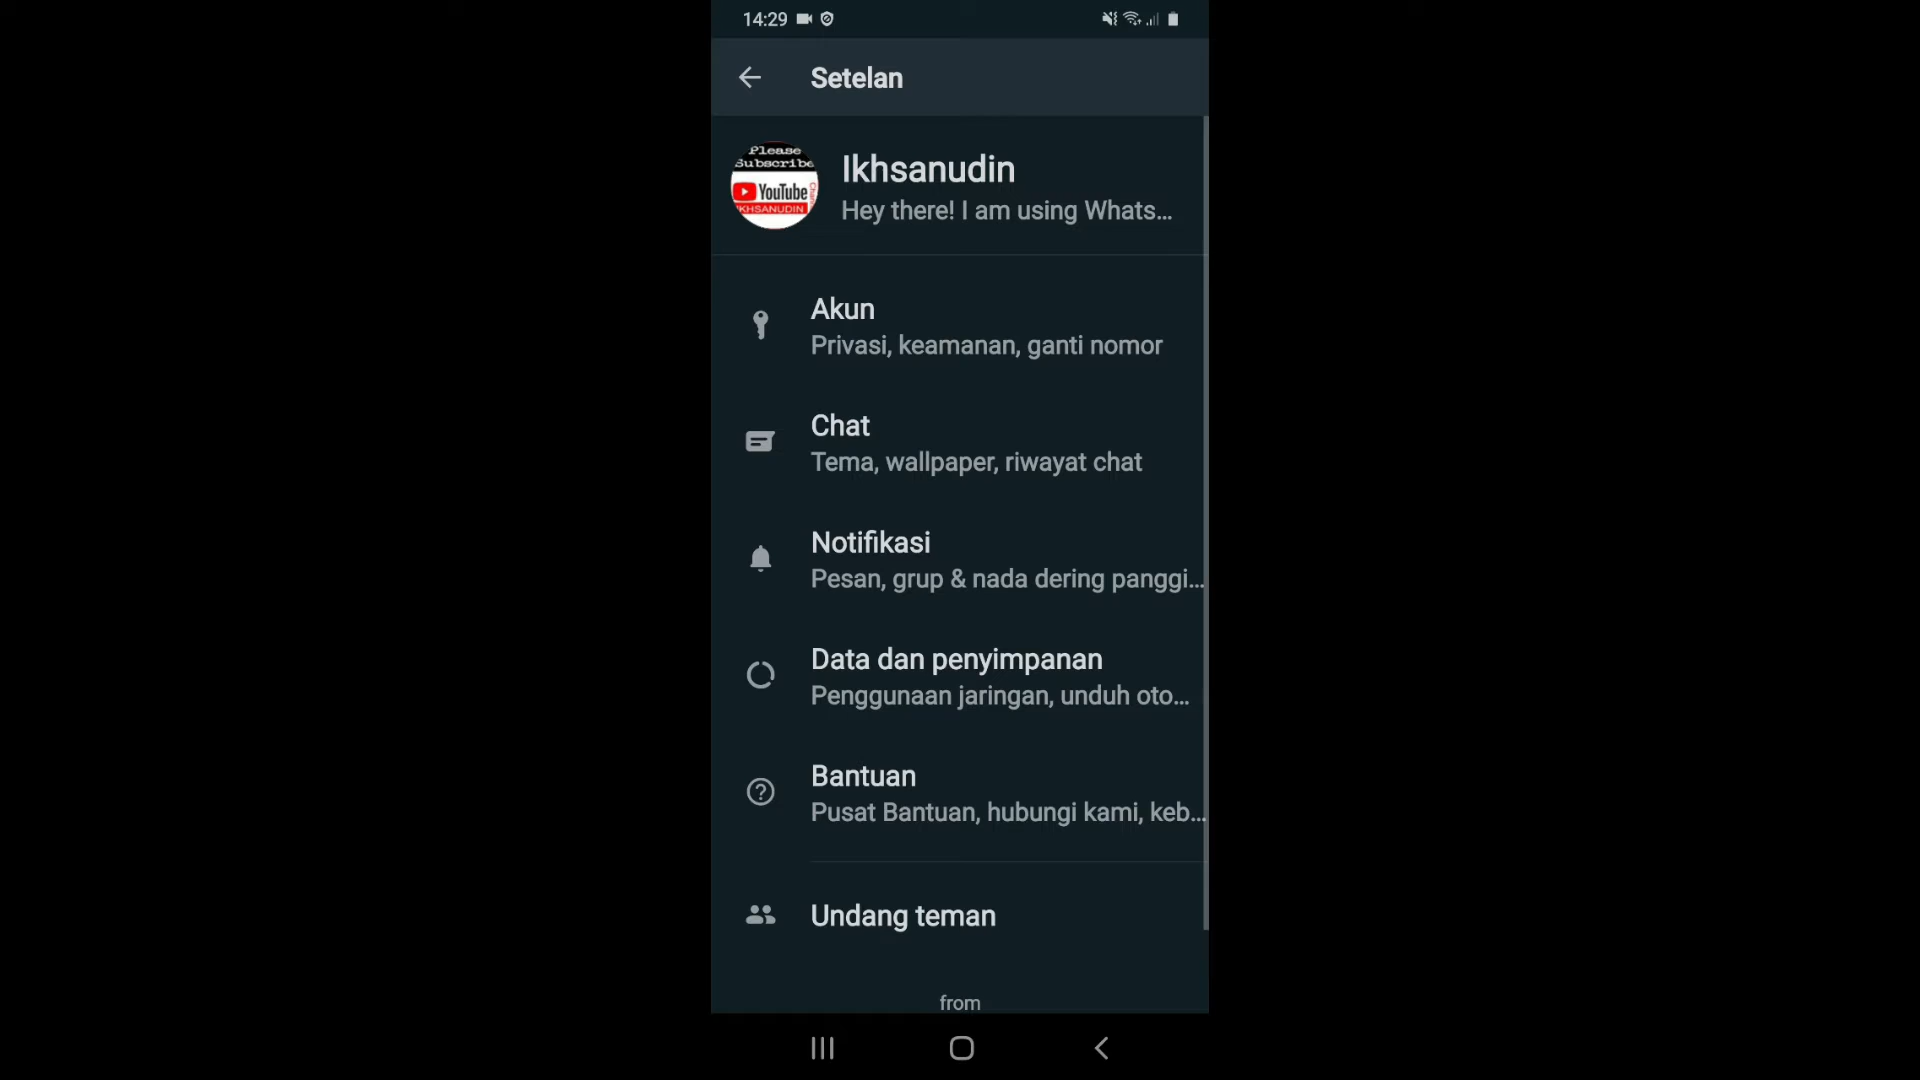 14:29
Setelan
Please
Subscribe
YouTube
IKHSANUDIN
Ikhsanudin
Hey there! I am using Whats...
Akun
Privasi, keamanan, ganti nomor
Chat
Tema, wallpaper, riwayat chat
Notifikasi
Pesan, grup & nada dering panggi...
Data dan penyimpanan
Penggunaan jaringan, unduh oto...
Bantuan
Pusat Bantuan, hubungi kami, keb...
Undang teman
from